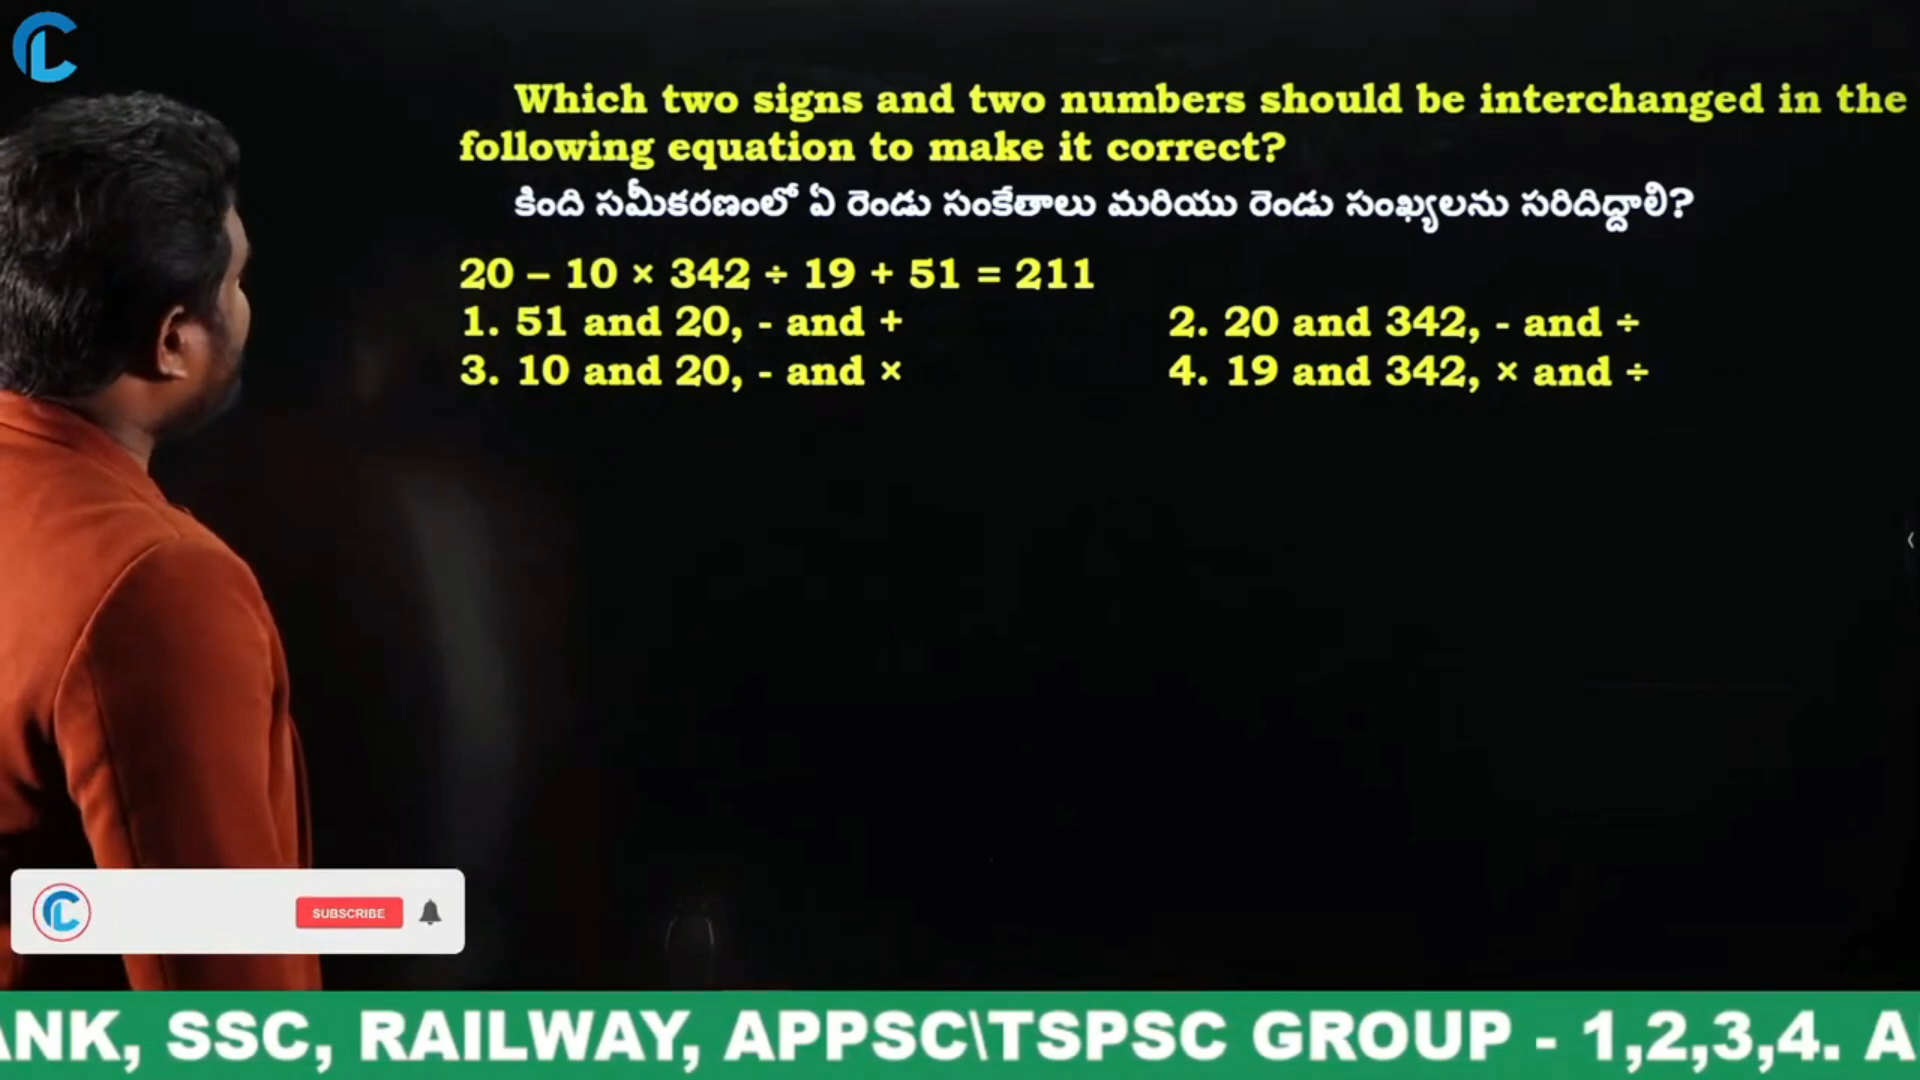 Which two signs and two numbers should be interchanged in the
following equation to make it correct?
కింది సమీకరణంలో ఏ రెండు సంకేతాలు మరియు రెండు సంఖ్యలను సరిదిద్దాలి?
20 – 10 × 342 ÷ 19 + 51 = 211
1. 51 and 20, - and +
2. 20 and 342, - and ÷
3. 10 and 20, - and ×
4. 19 and 342, × and ÷
SUBSCRIBE
ANK, SSC, RAILWAY, APPSC\TSPSC GROUP - 1,2,3,4. A